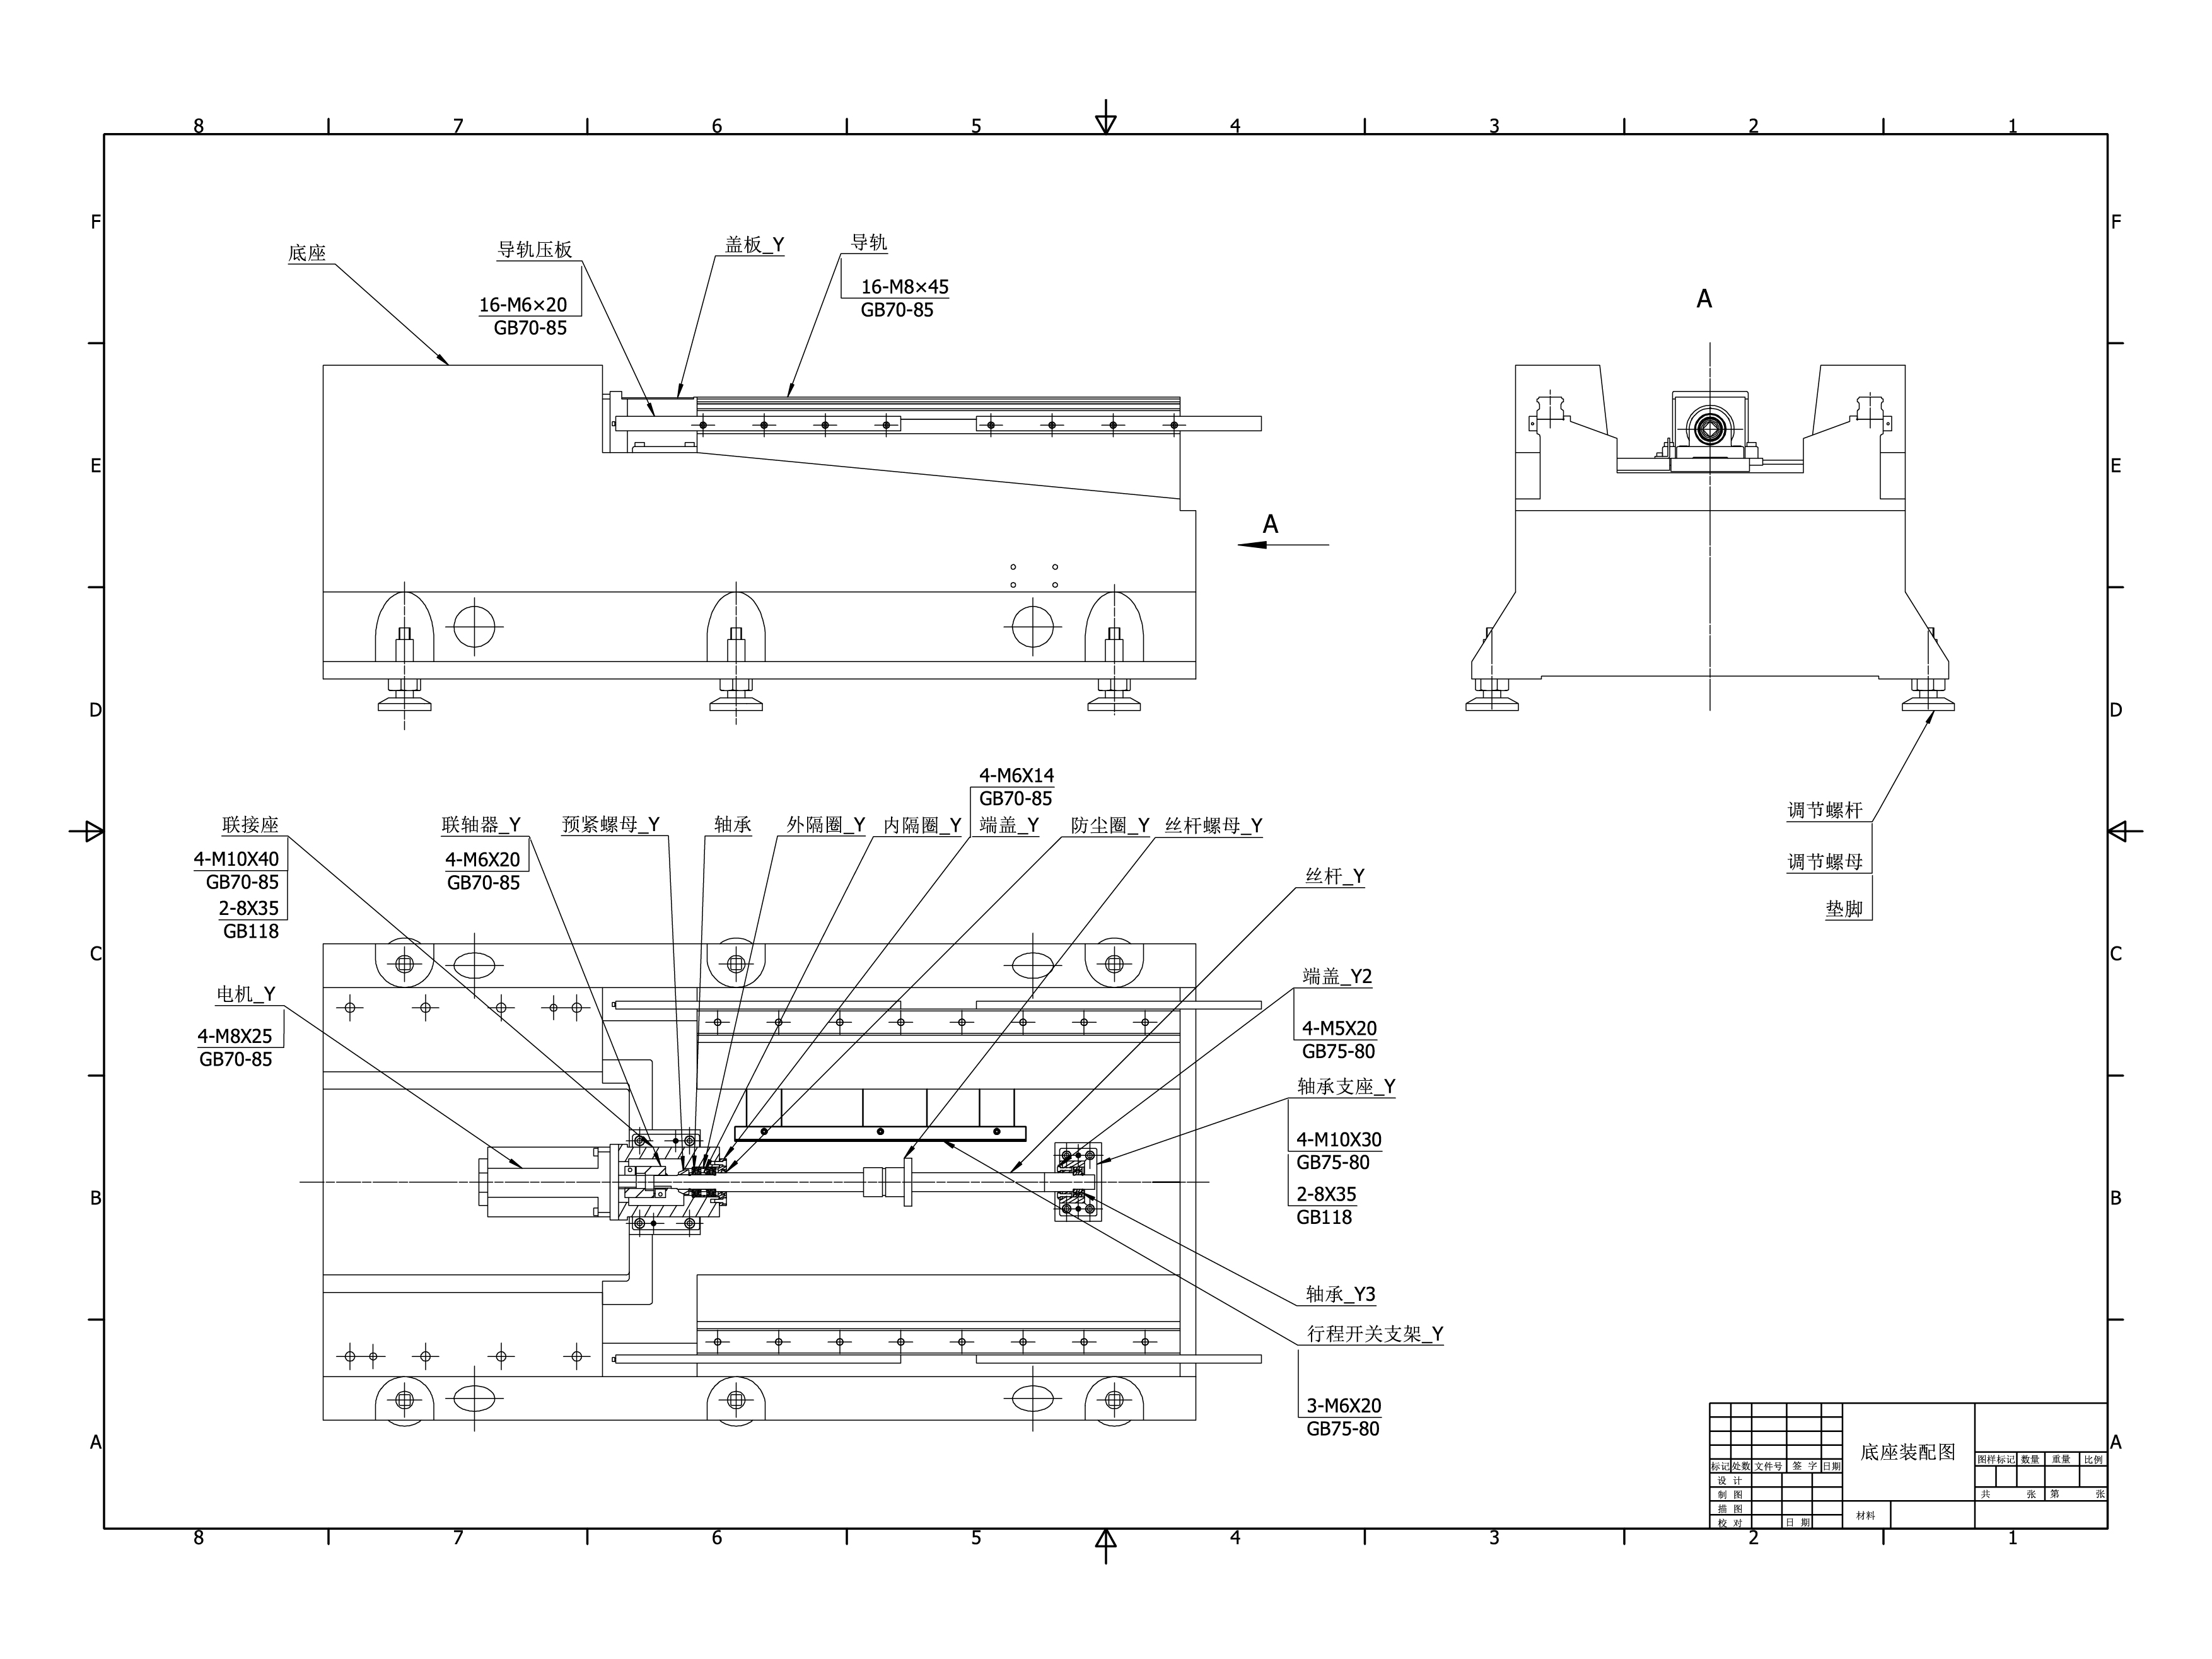 8 7 6 5 4 3 2 1
F F
底座
导轨压板
16-M6×20
GB70-85
盖板_Y
导轨
16-M8×45
GB70-85
A
E E
A
D D
调节螺杆
调节螺母
垫脚
联接座
4-M10X40
GB70-85
2-8X35
GB118
联轴器_Y
4-M6X20
GB70-85
预紧螺母_Y
轴承
外隔圈_Y
内隔圈_Y
4-M6X14
GB70-85
端盖_Y
防尘圈_Y
丝杆螺母_Y
丝杆_Y
C C
电机_Y
4-M8X25
GB70-85
端盖_Y2
4-M5X20
GB75-80
轴承支座_Y
4-M10X30
GB75-80
2-8X35
GB118
B B
轴承_Y3
行程开关支架_Y
3-M6X20
GB75-80
A A
底座装配图
标记 处数 文件号 签 字 日期
设 计
制 图
描 图
校 对 日 期
材料
图样标记 数量 重量 比例
共 张 第 张
8 7 6 5 4 3 2 1